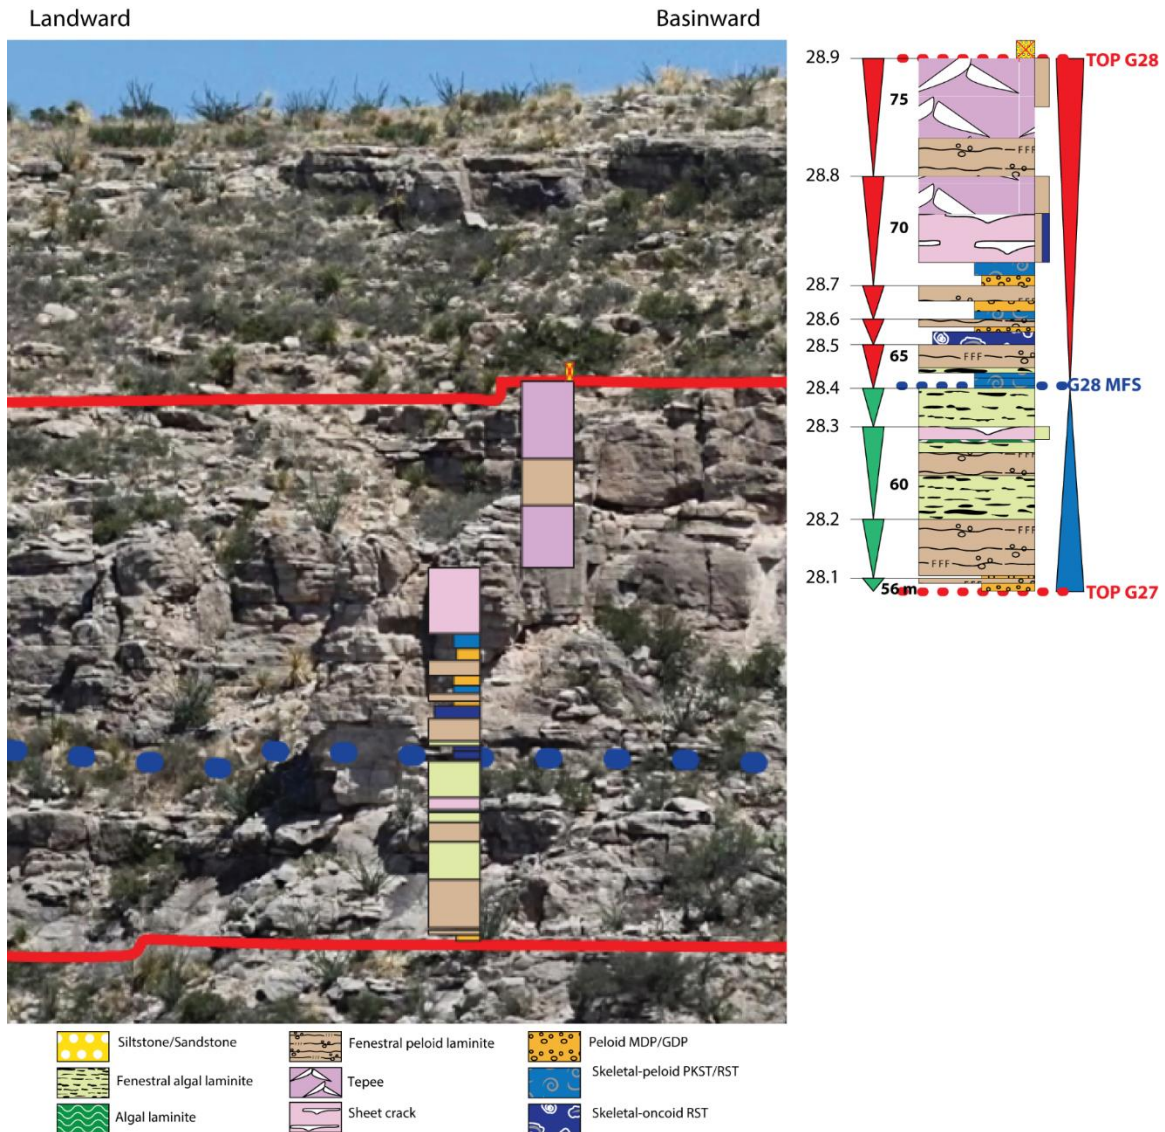 Landward
Basinward
28.9
TOP G28
75
28.8
70
28.7
28.6
28.5
65
FFF
28.4
G28 MFS
28.3
60
28.2
FFF
28.1
56 m
TOP G27
Siltstone/Sandstone
Fenestral peloid laminite
Peloid MDP/GDP
Fenestral algal laminite
Tepee
Skeletal-peloid PKST/RST
Algal laminite
Sheet crack
Skeletal-oncoid RST